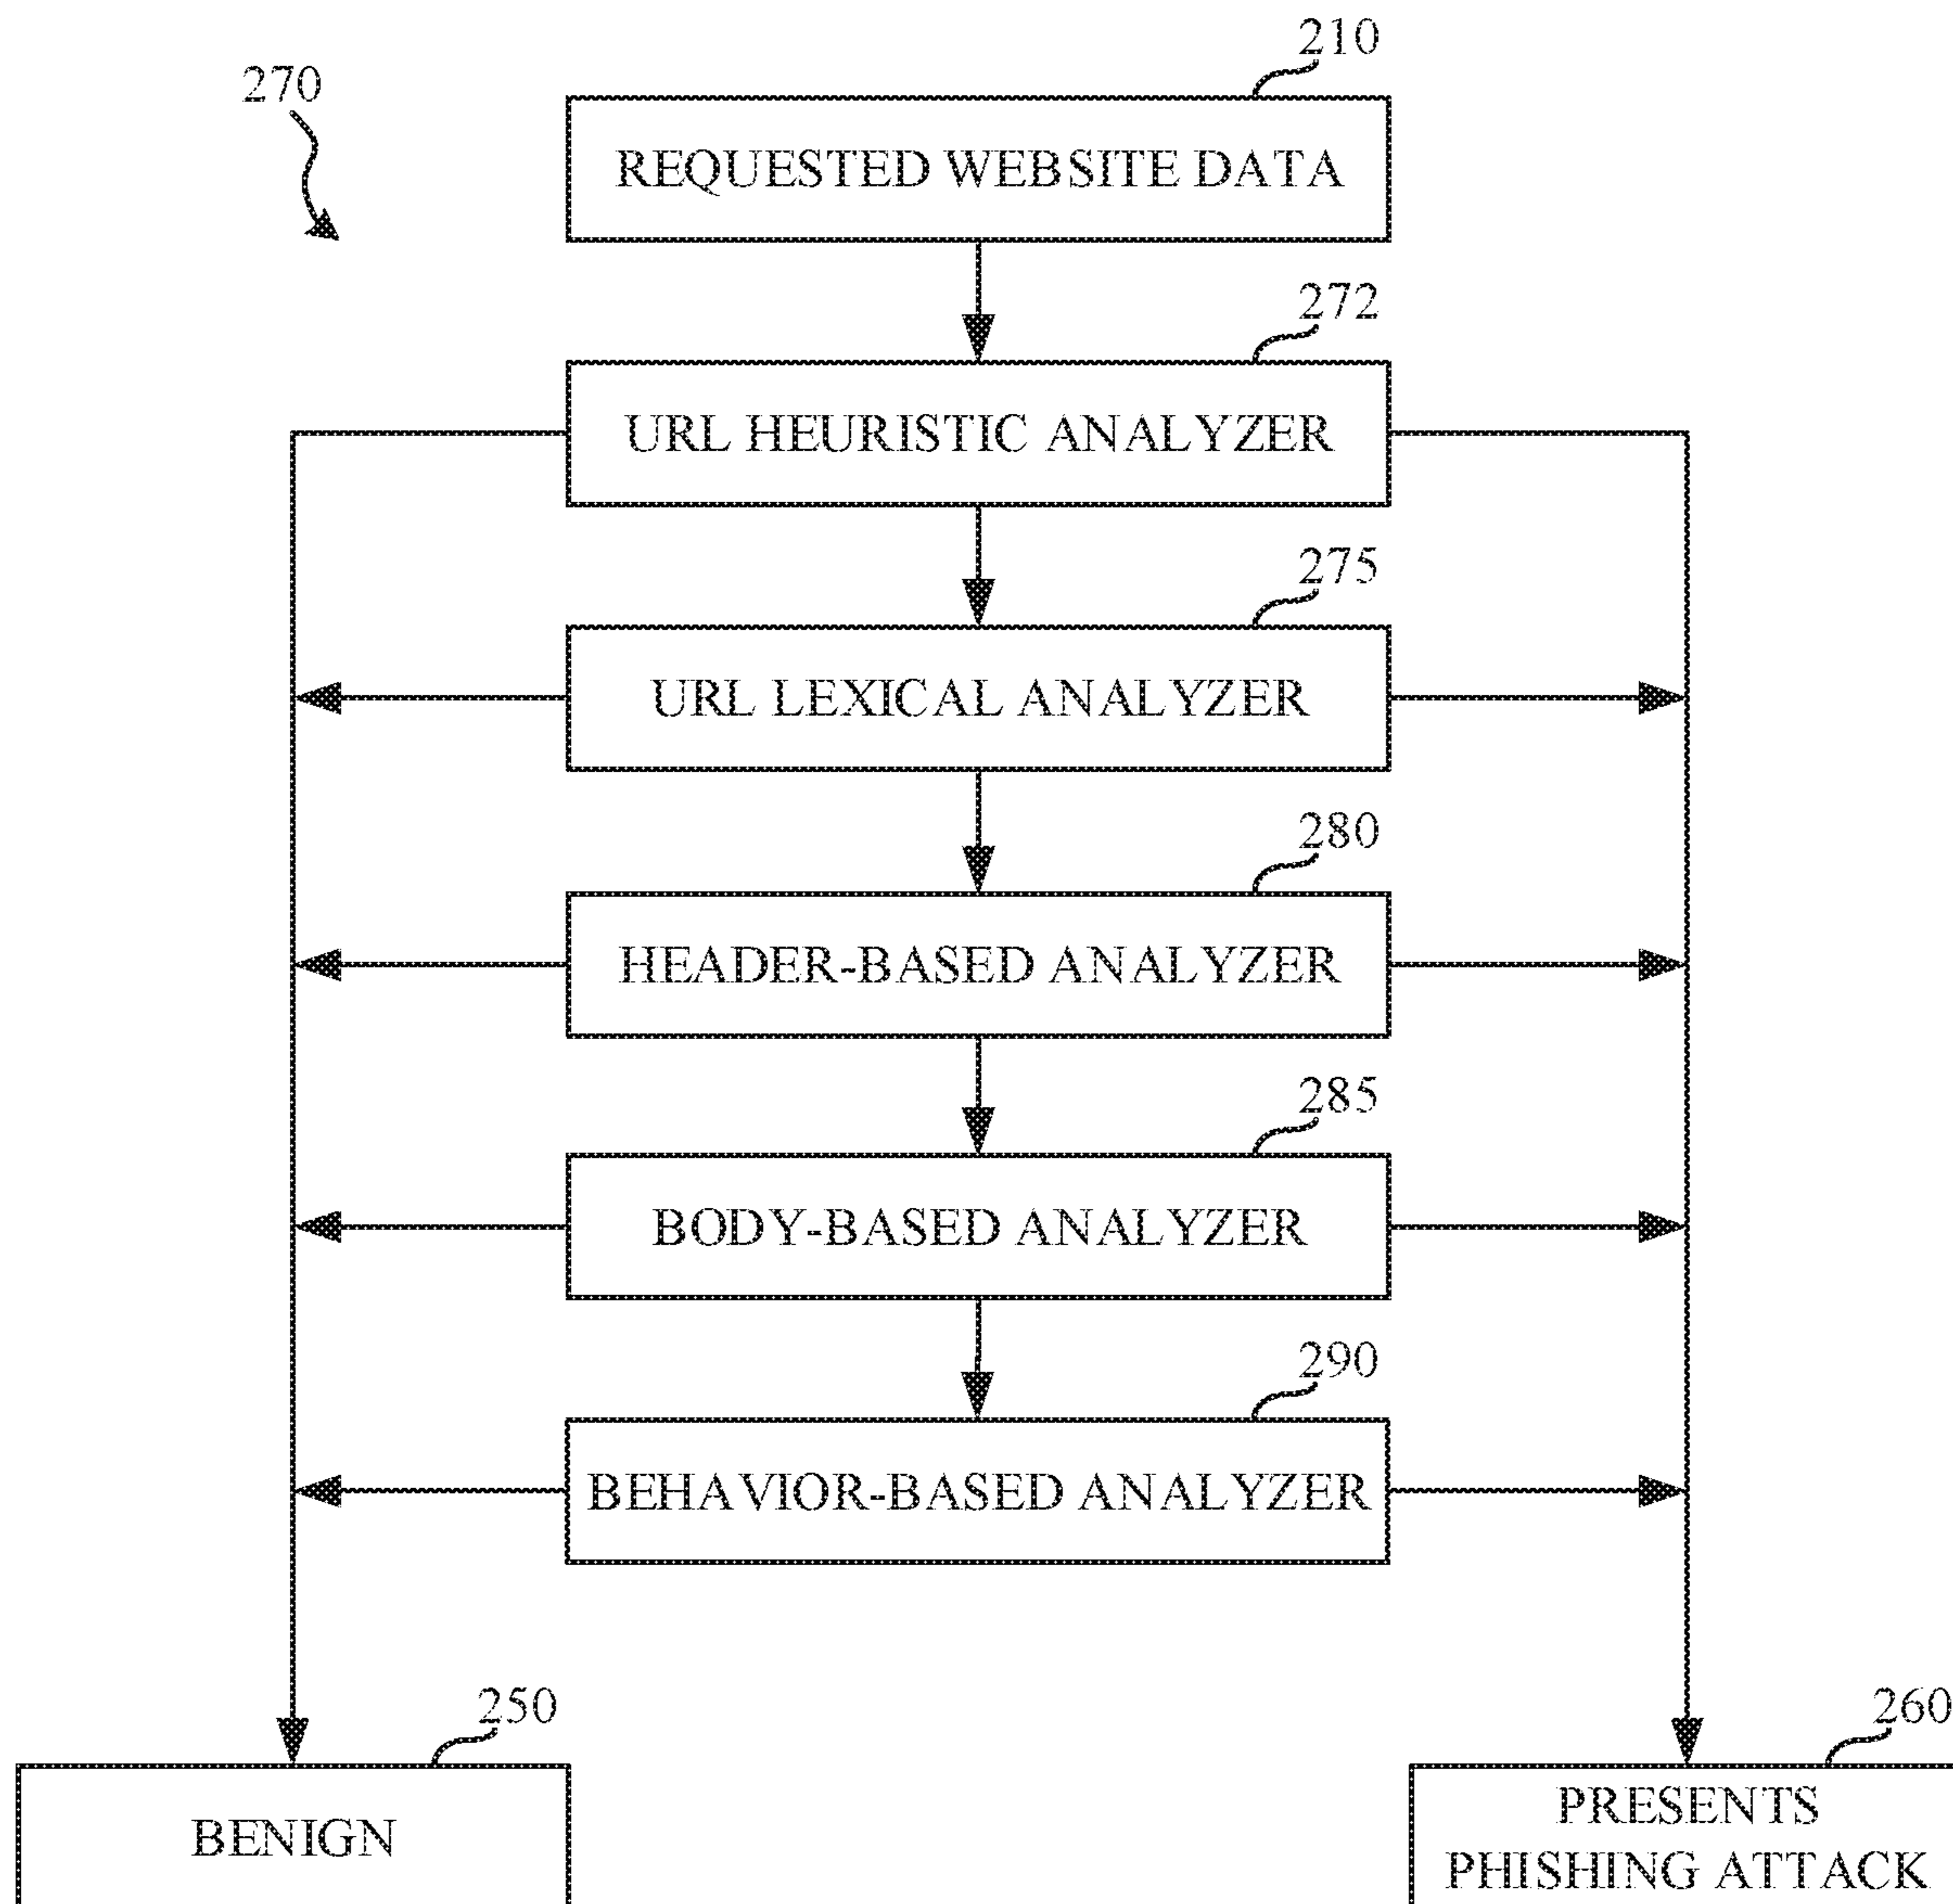 210
270
REQUESTED WEBSITE DATA
272
URL HEURISTIC ANALYZER
275
URL LEXICAL ANALYZER
280
HEADER-BASED ANALYZER
285
BODY-BASED ANALYZER
290
BEHAVIOR-BASED ANALYZER
250
260
BENIGN
PRESENTS
PHISHING ATTACK